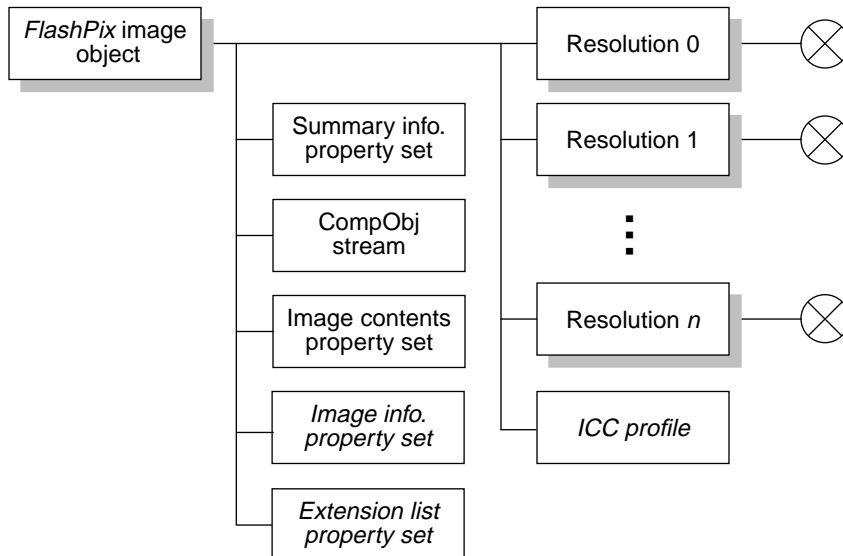 FlashPix image
object
Resolution 0
Summary info.
property set
Resolution 1
CompObj
stream
Image contents
property set
Resolution n
Image info.
property set
ICC profile
Extension list
property set